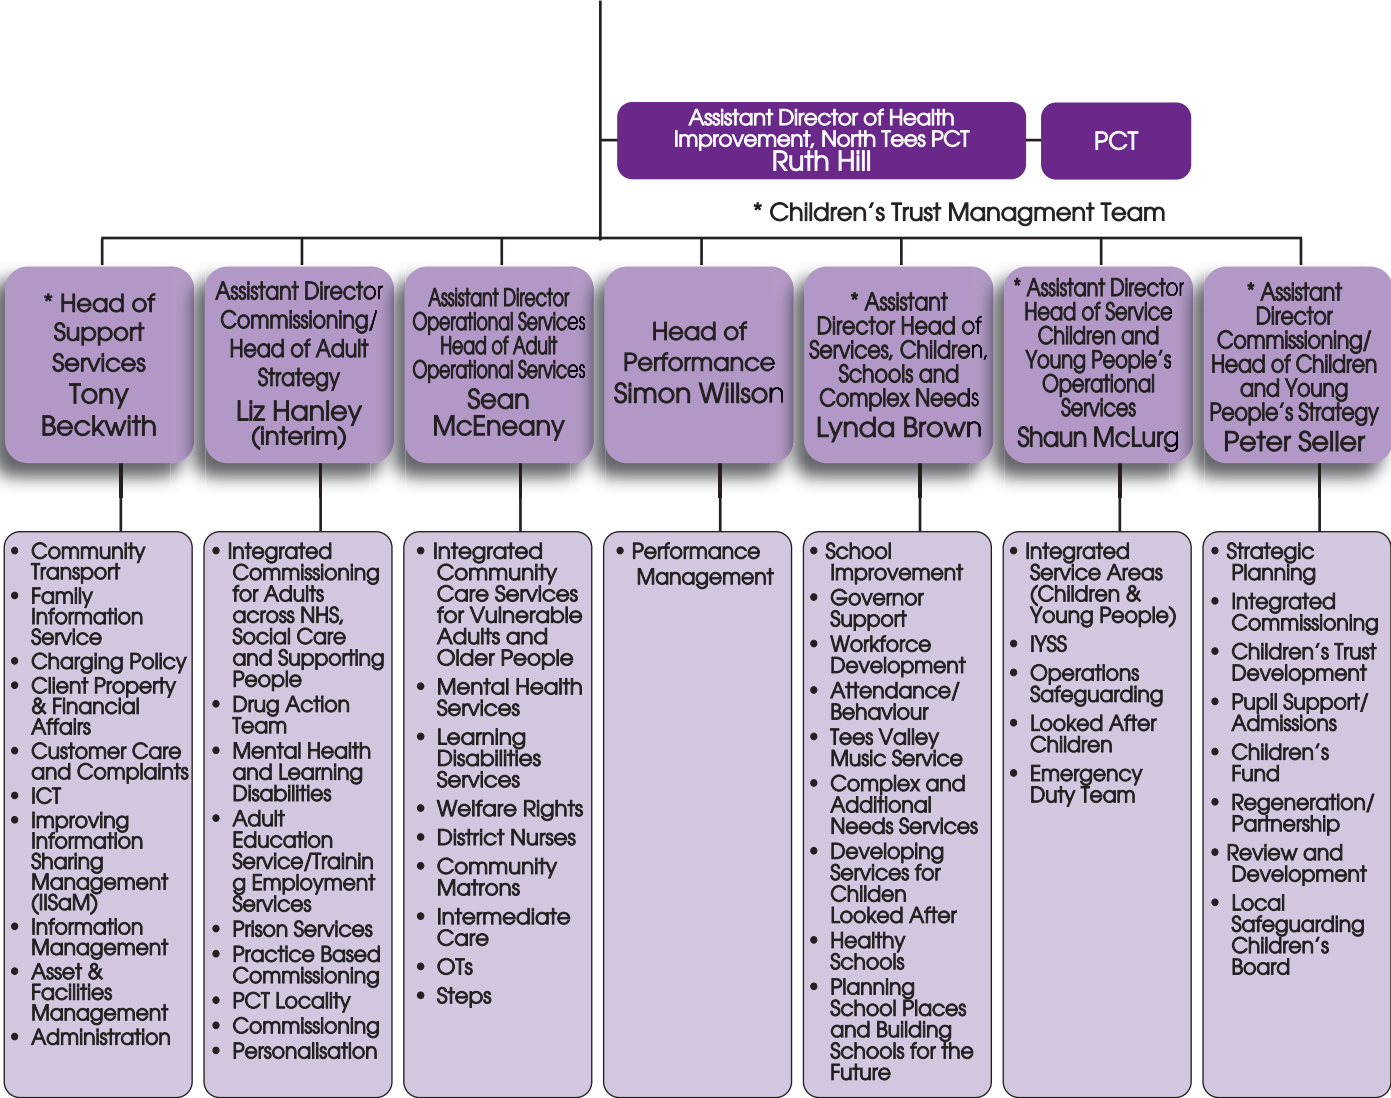 Assistant Director of Health
Improvement, North Tees PCT
Ruth Hill
PCT
* Children's Trust Managment Team
* Head of
Support
Services
Tony
Beckwith
Assistant Director
Commissioning/
Head of Adult
Strategy
Liz Hanley
(interim)
Assistant Director
Operational Services
Head of Adult
Operational Services
Sean
McEneany
Head of
Performance
Simon Willson
* Assistant
Director Head of
Services, Children,
Schools and
Complex Needs
Lynda Brown
* Assistant Director
Head of Service
Children and
Young People's
Operational
Services
Shaun McLurg
* Assistant
Director
Commissioning/
Head of Children
and Young
People's Strategy
Peter Seller
• Community
Transport
• Family
Information
Service
• Charging Policy
• Client Property
& Financial
Affairs
• Customer Care
and Complaints
• ICT
• Improving
Information
Sharing
Management
(IISaM)
• Information
Management
• Asset &
Facilities
Management
• Administration
• Integrated
Commissioning
for Adults
across NHS,
Social Care
and Supporting
People
• Drug Action
Team
• Mental Health
and Learning
Disabilities
• Adult
Education
Service/Trainin
g Employment
Services
• Prison Services
• Practice Based
Commissioning
• PCT Locality
• Commissioning
• Personalisation
• Integrated
Community
Care Services
for Vulnerable
Adults and
Older People
• Mental Health
Services
• Learning
Disabilities
Services
• Welfare Rights
• District Nurses
• Community
Matrons
• Intermediate
Care
• OTs
• Steps
• Performance
Management
• School
Improvement
• Governor
Support
• Workforce
Development
• Attendance/
Behaviour
• Tees Valley
Music Service
• Complex and
Additional
Needs Services
• Developing
Services for
Childen
Looked After
• Healthy
Schools
• Planning
School Places
and Building
Schools for the
Future
• Integrated
Service Areas
(Children &
Young People)
• IYSS
• Operations
Safeguarding
• Looked After
Children
• Emergency
Duty Team
• Strategic
Planning
• Integrated
Commissioning
• Children's Trust
Development
• Pupil Support/
Admissions
• Children's
Fund
• Regeneration/
Partnership
• Review and
Development
• Local
Safeguarding
Children's
Board